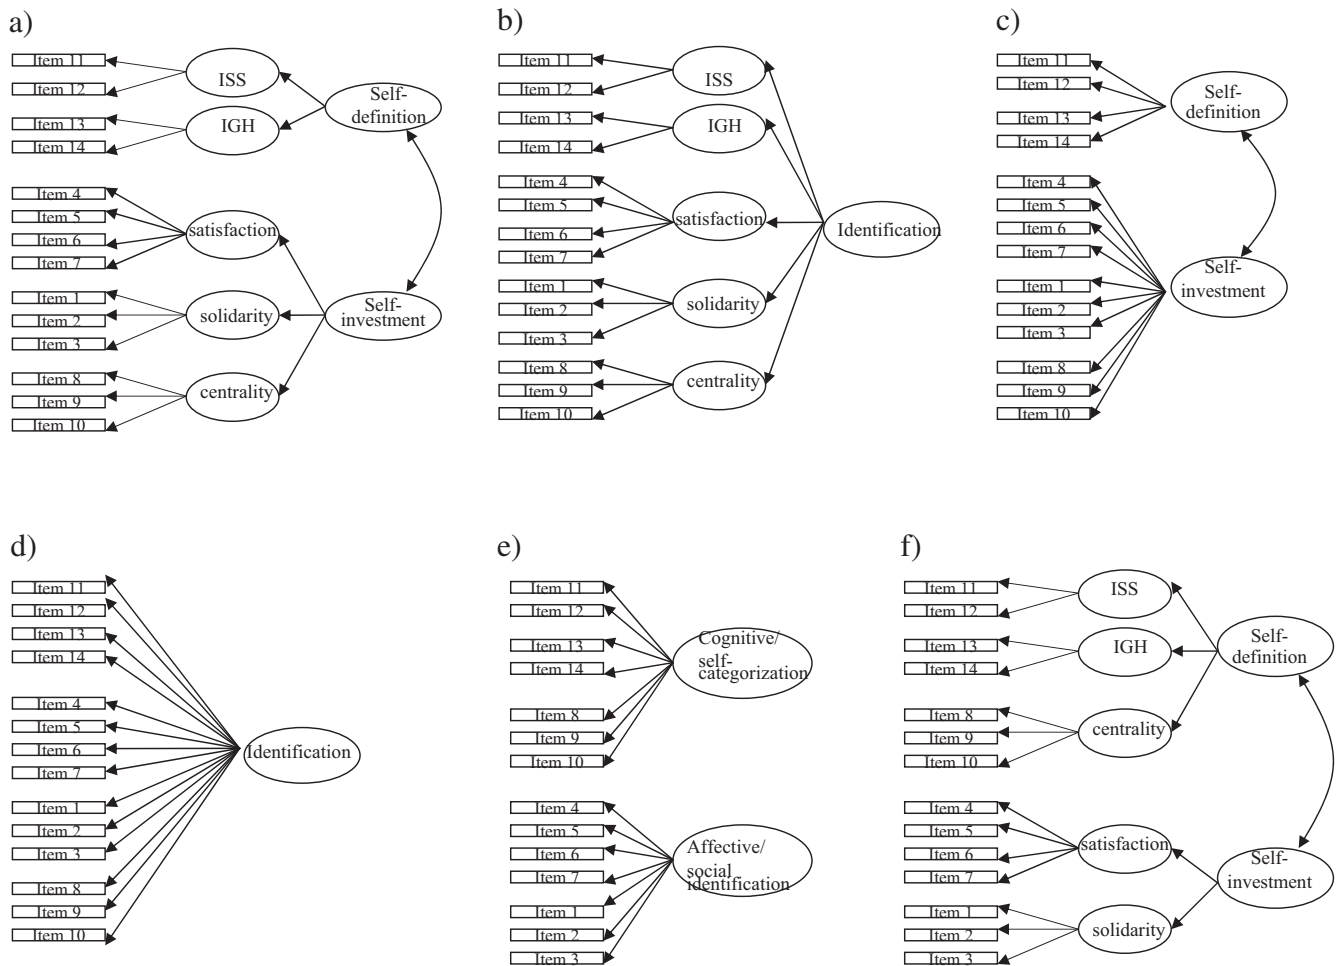 a)
Item 11
Item 12
Item 13
Item 14
Item 4
Item 5
Item 6
Item 7
Item 1
Item 2
Item 3
Item 8
Item 9
Item 10
ISS
IGH
satisfaction
solidarity
centrality
Self-
definition
Self-
investment
b)
Item 11
Item 12
Item 13
Item 14
Item 4
Item 5
Item 6
Item 7
Item 1
Item 2
Item 3
Item 8
Item 9
Item 10
ISS
IGH
satisfaction
solidarity
centrality
Identification
c)
Item 11
Item 12
Item 13
Item 14
Item 4
Item 5
Item 6
Item 7
Item 1
Item 2
Item 3
Item 8
Item 9
Item 10
Self-
definition
Self-
investment
d)
Item 11
Item 12
Item 13
Item 14
Item 4
Item 5
Item 6
Item 7
Item 1
Item 2
Item 3
Item 8
Item 9
Item 10
Identification
e)
Item 11
Item 12
Item 13
Item 14
Item 8
Item 9
Item 10
Item 4
Item 5
Item 6
Item 7
Item 1
Item 2
Item 3
Cognitive/
self-
categorization
Affective/
social
identification
f)
Item 11
Item 12
Item 13
Item 14
Item 8
Item 9
Item 10
Item 4
Item 5
Item 6
Item 7
Item 1
Item 2
Item 3
ISS
IGH
centrality
satisfaction
solidarity
Self-
definition
Self-
investment